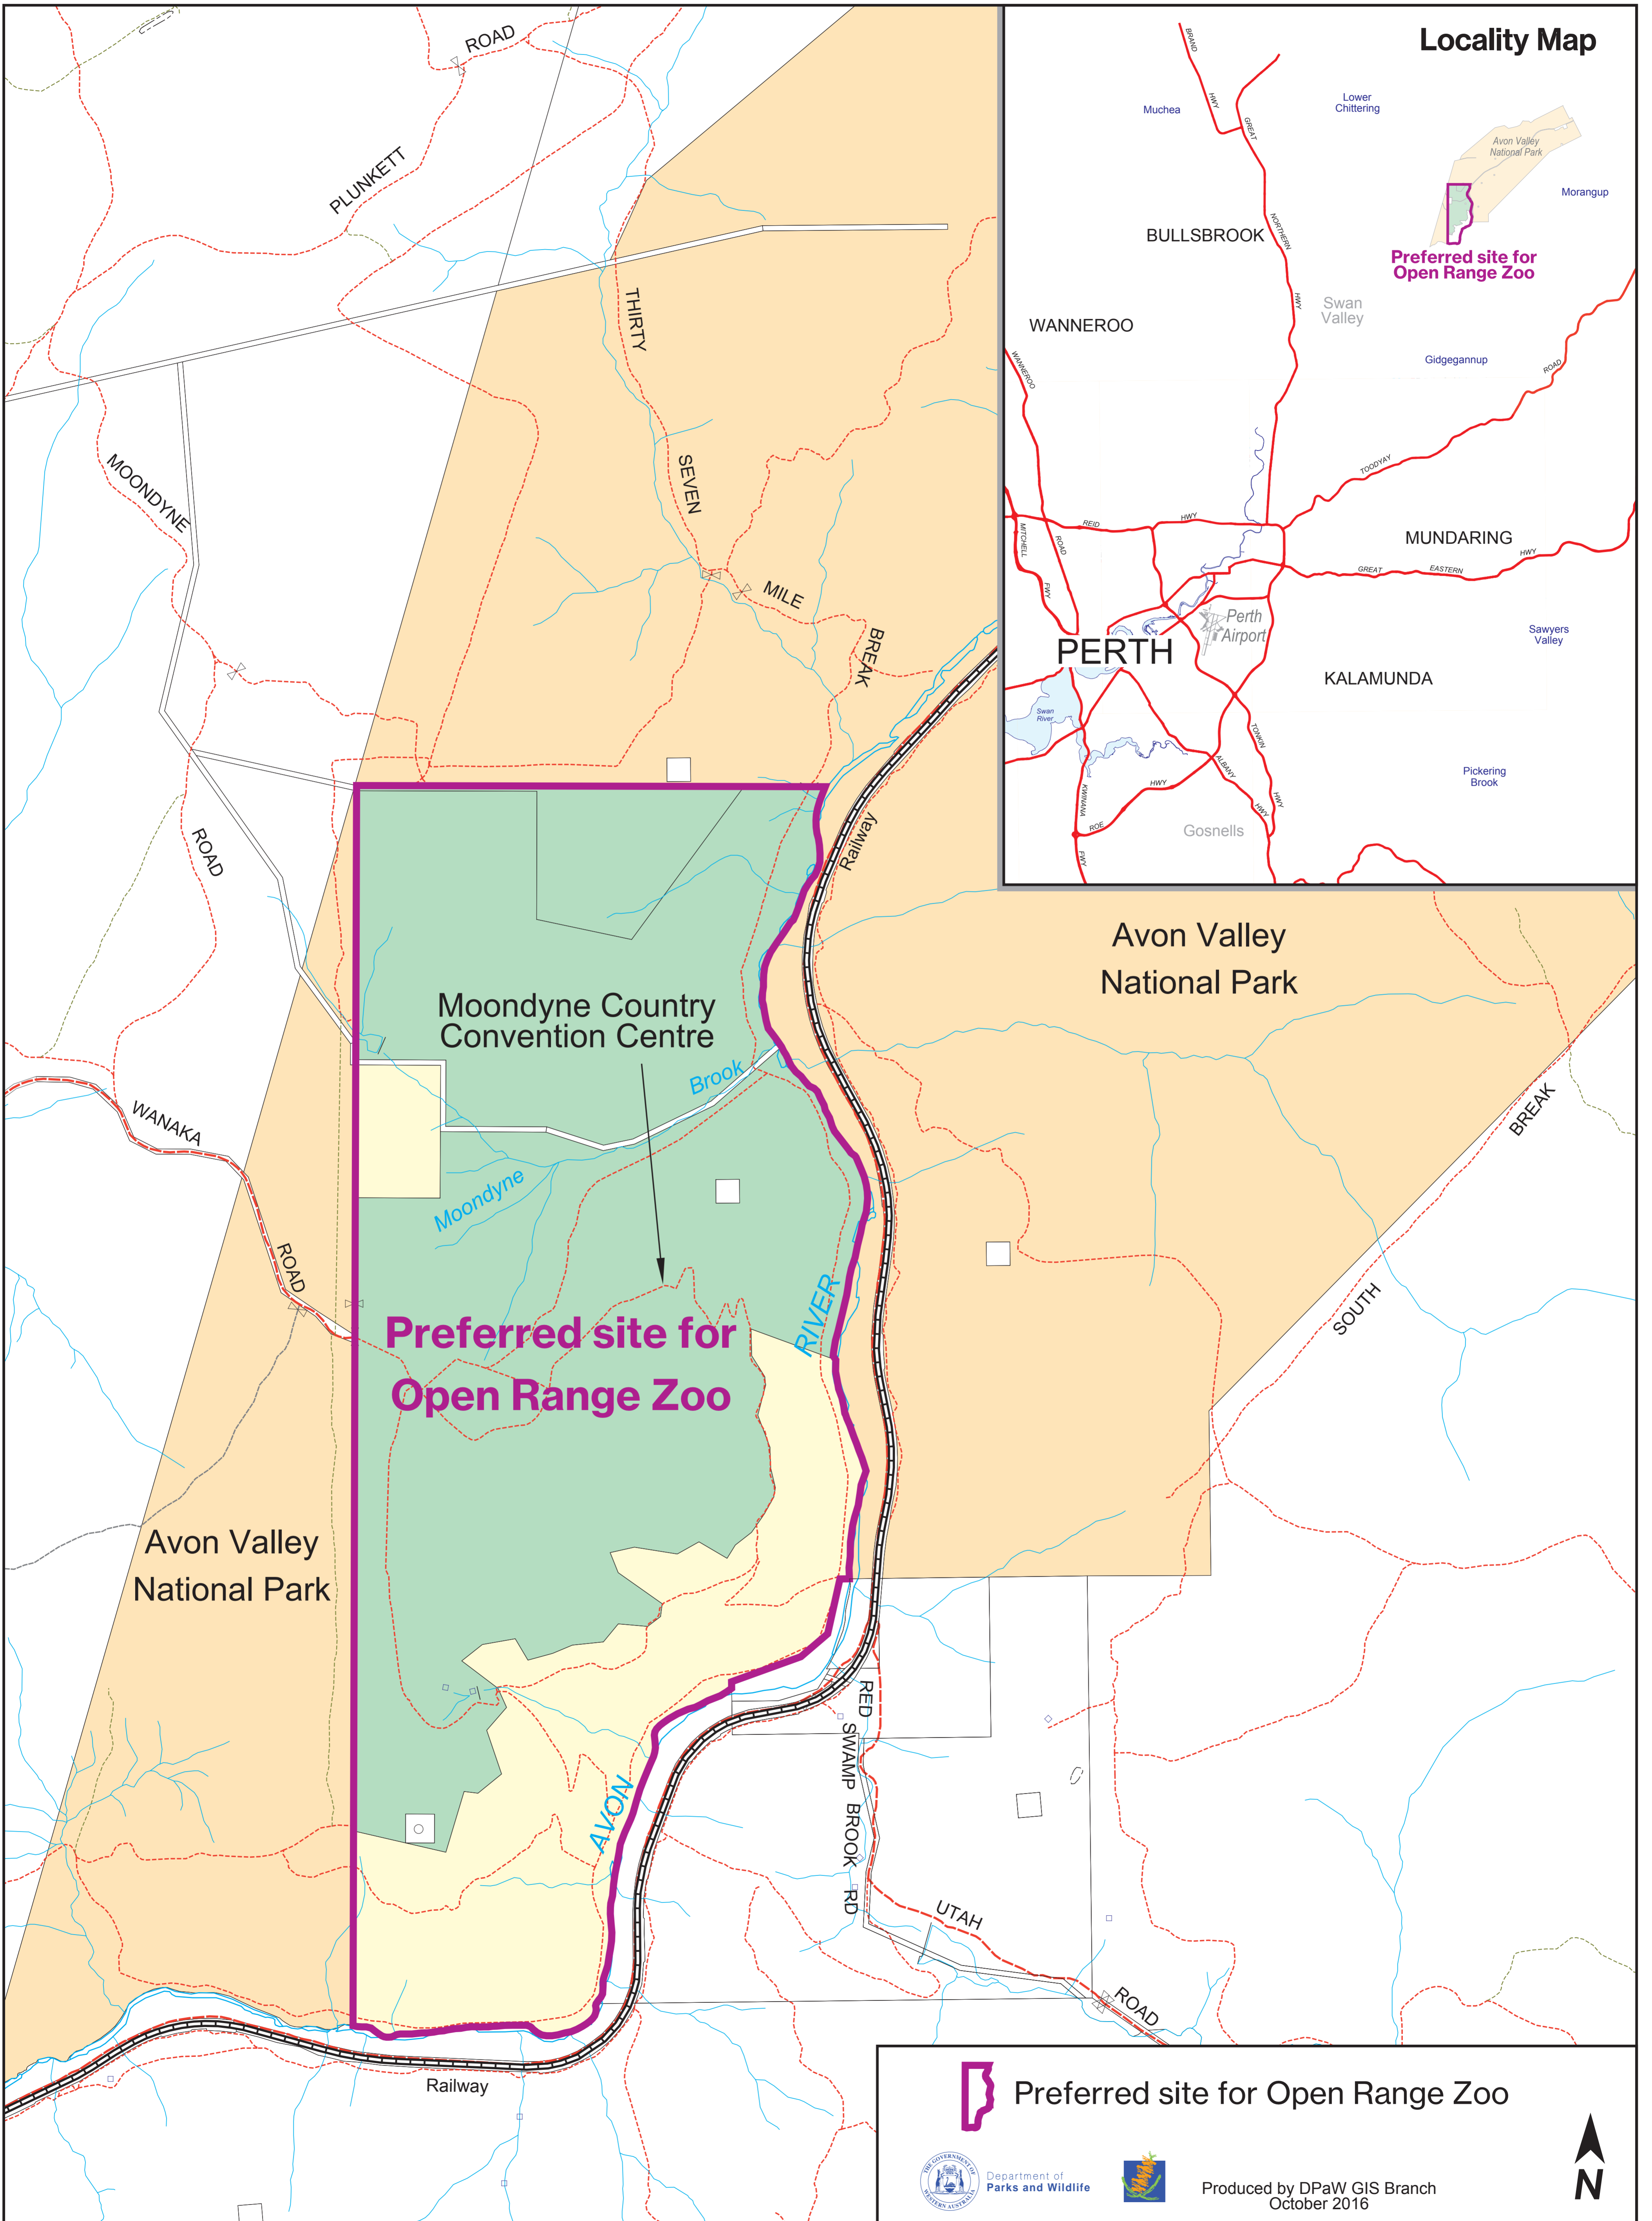 ROAD
PLUNKETT
THIRTY
SEVEN
MILE
BREAK
MOONDYNE
ROAD
Railway
Locality Map
BRAND
HWY
GREAT
NORTHERN
HWY
Muchea
Lower
Chittering
Avon Valley
National Park
Morangup
BULLSBROOK
Preferred site for
Open Range Zoo
Swan
Valley
WANNEROO
WANNEROO
ROAD
Gidgegannup
ROAD
TOODYAY
REID
HWY
MITCHELL
FWY
MUNDARING
GREAT
EASTERN
HWY
Perth
Airport
PERTH
Sawyers
Valley
KALAMUNDA
Swan
River
TONKIN
HWY
ALBANY
HWY
Pickering
Brook
KWINANA
FWY
ROE
HWY
Gosnells
Avon Valley
National Park
Moondyne Country
Convention Centre
Brook
Moondyne
WANAKA
ROAD
BREAK
SOUTH
RIVER
Preferred site for
Open Range Zoo
Avon Valley
National Park
AVON
RED
SWAMP
BROOK
RD
UTAH
ROAD
Railway
Preferred site for Open Range Zoo
THE GOVERNMENT OF
WESTERN AUSTRALIA
Department of
Parks and Wildlife
Produced by DPaW GIS Branch
October 2016
N